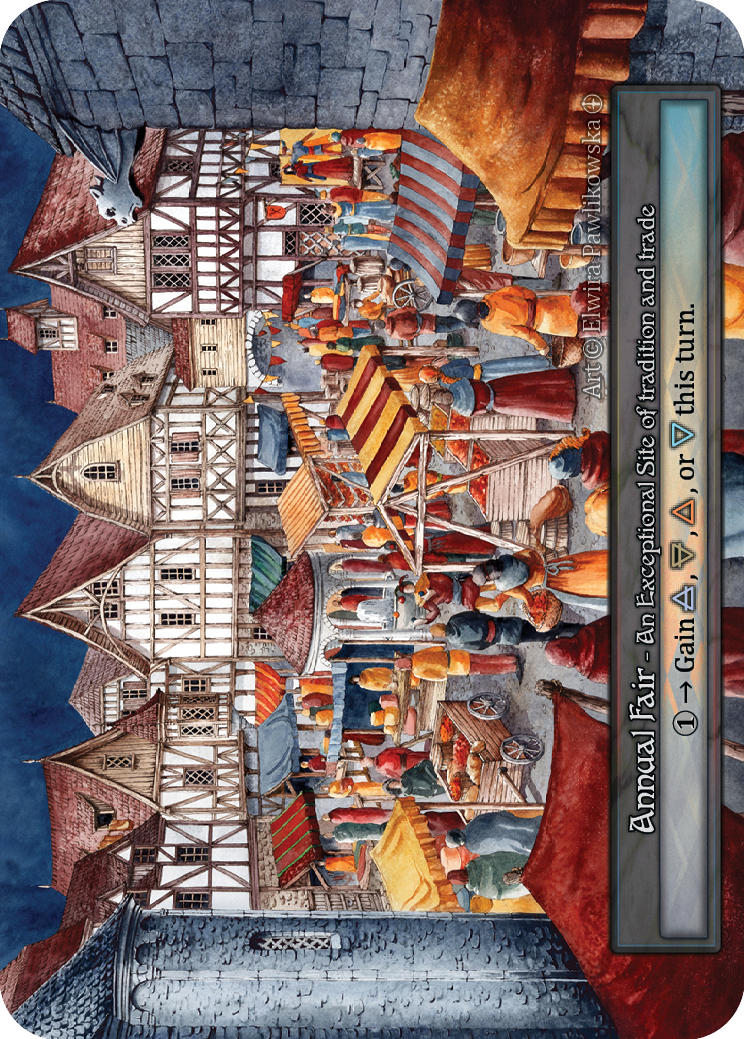 Art © Elwira Pawlikowska
Annual Fair – An Exceptional Site of tradition and trade
① → Gain 🜁, 🜃, 🜂, or 🜄 this turn.